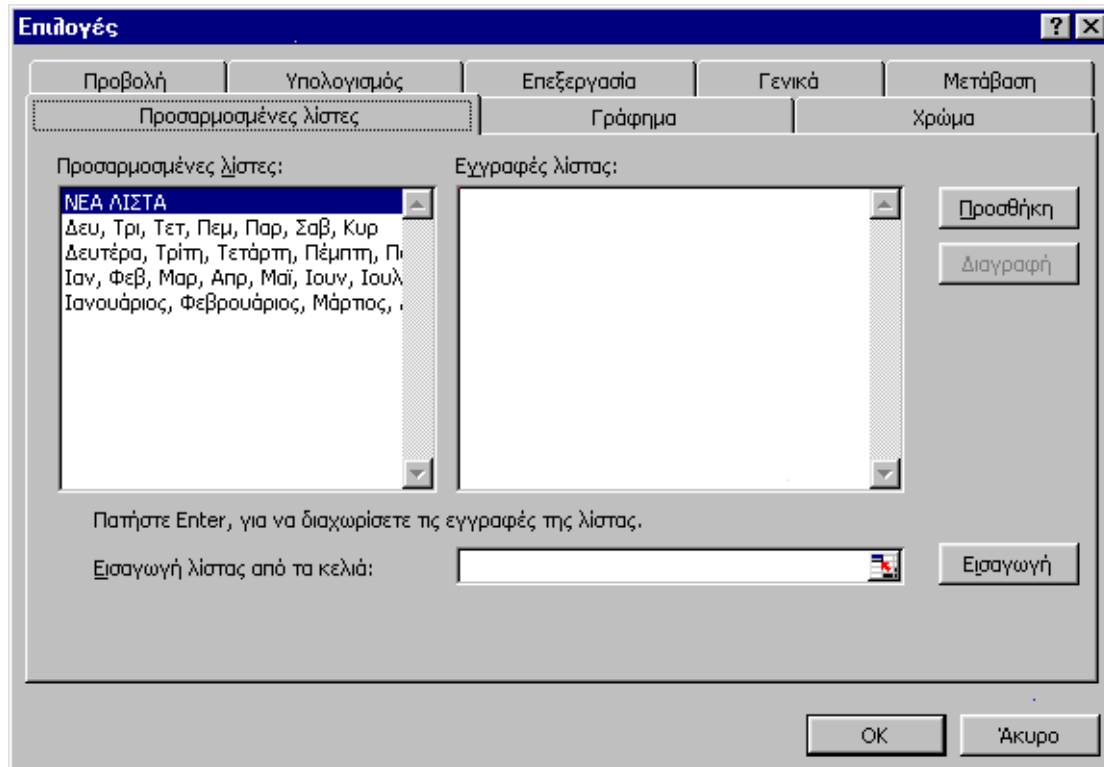 Επιλογές
Προβολή Υπολογισμός Επεξεργασία Γενικά Μετάβαση
Προσαρμοσμένες λίστες Γράφημα Χρώμα
Προσαρμοσμένες λίστες: Εγγραφές λίστας:
ΝΕΑ ΛΙΣΤΑ
Δευ, Τρι, Τετ, Πεμ, Παρ, Σαβ, Κυρ
Δευτέρα, Τρίτη, Τετάρτη, Πέμπτη,
Ιαν, Φεβ, Μαρ, Απρ, Μαϊ, Ιουν, Ιουλ
Ιανουάριος, Φεβρουάριος, Μάρτιος,
Προσθήκη
Διαγραφή
Πατήστε Enter, για να διαχωρίσετε τις εγγραφές της λίστας.
Εισαγωγή λίστας από τα κελιά: Εισαγωγή
OK Άκυρο